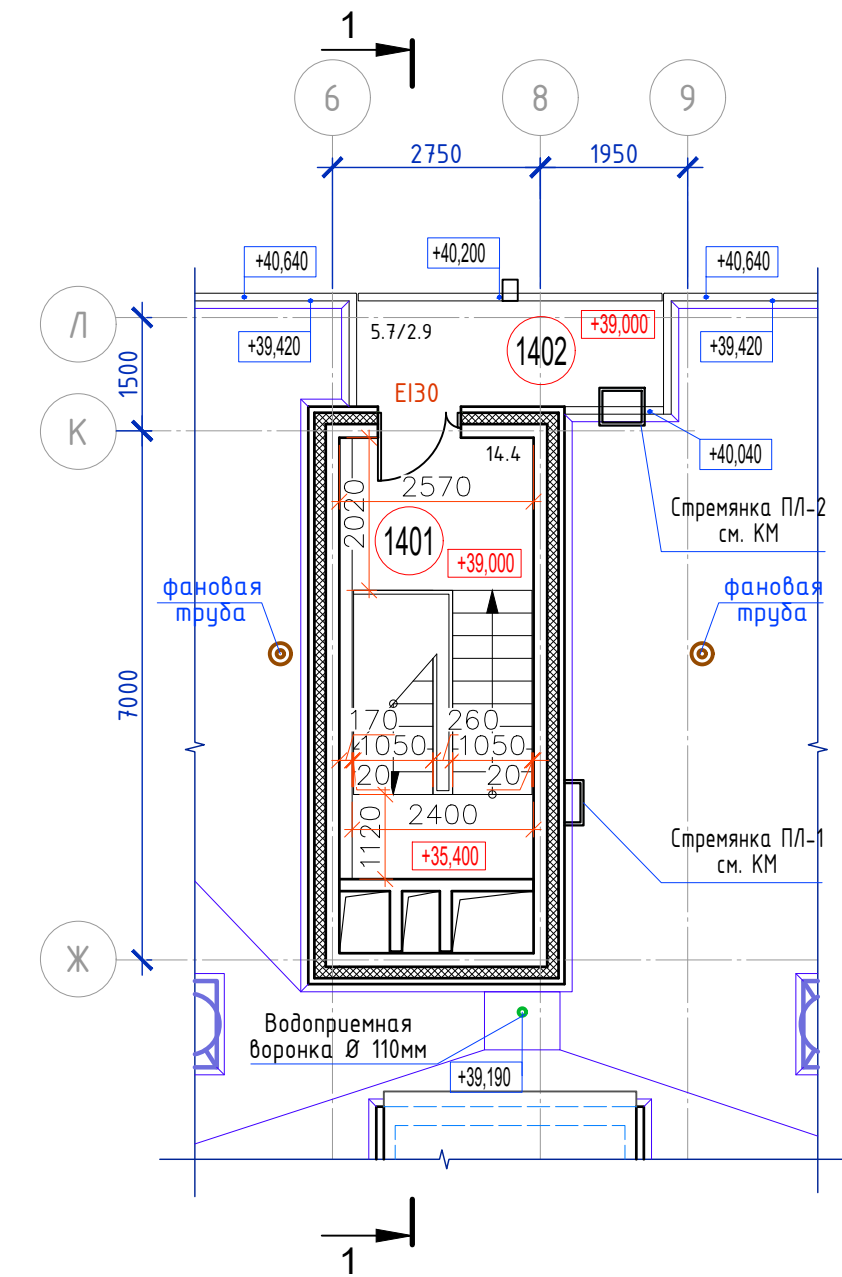 1
6
8
9
2750
1950
+40,640
+40,200
+40,640
Л
+39,420
5.7/2.9
1402
+39,000
+39,420
1500
EI30
К
14.4
+40,040
2570
2020
Стремянка ПЛ-2
см. КМ
1401
+39,000
фановая
труба
фановая
труба
7000
170
260
1050
1050
20
20
2400
1120
+35,400
Стремянка ПЛ-1
см. КМ
Ж
Водоприемная
воронка Ø 110мм
+39,190
1